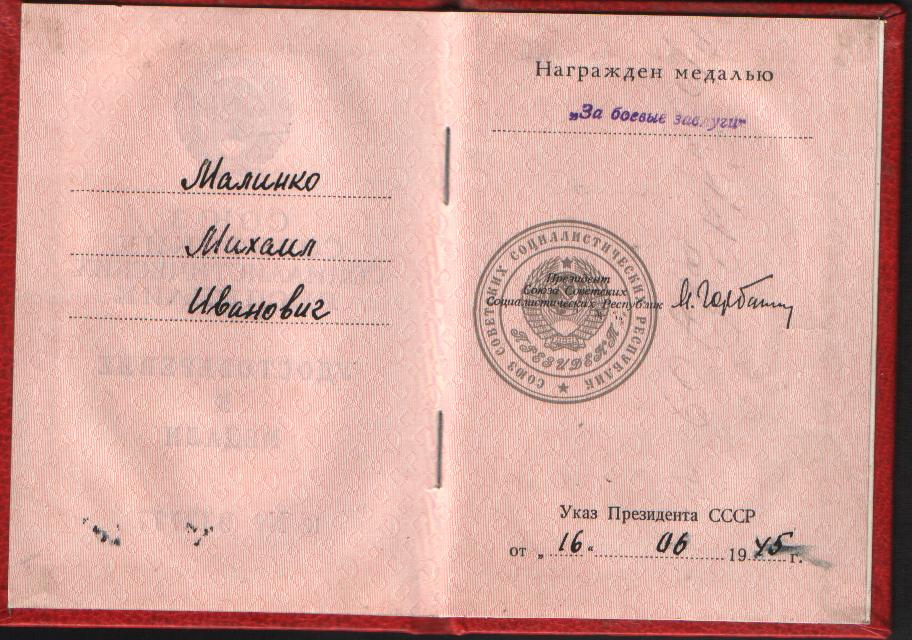 Малинко
Михаил
Иванович
Награжден медалью
„За боевые заслуги"
СОЮЗ СОВЕТСКИХ СОЦИАЛИСТИЧЕСКИХ РЕСПУБЛИК
Президент
Союза Советских
Социалистических Республик
М. Горбачев
ПРЕЗИДЕНТ
Указ Президента СССР
от „16" 06 1945 г.